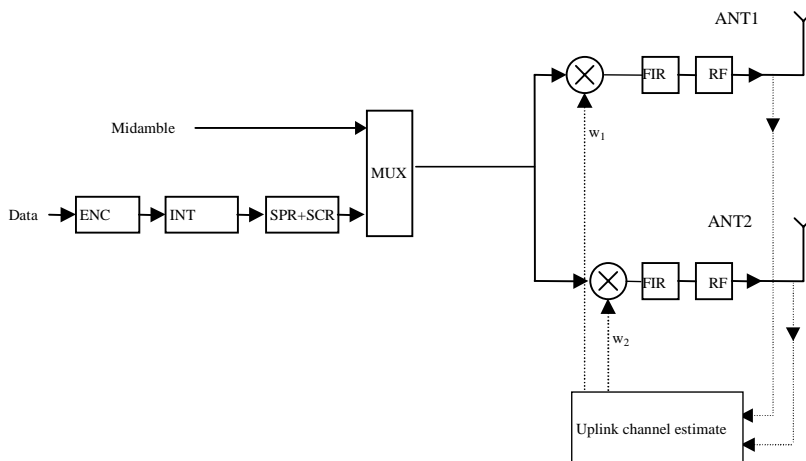 ANT1
FIR
RF
Midamble
w₁
MUX
Data
ENC
INT
SPR+SCR
ANT2
FIR
RF
w₂
Uplink channel estimate